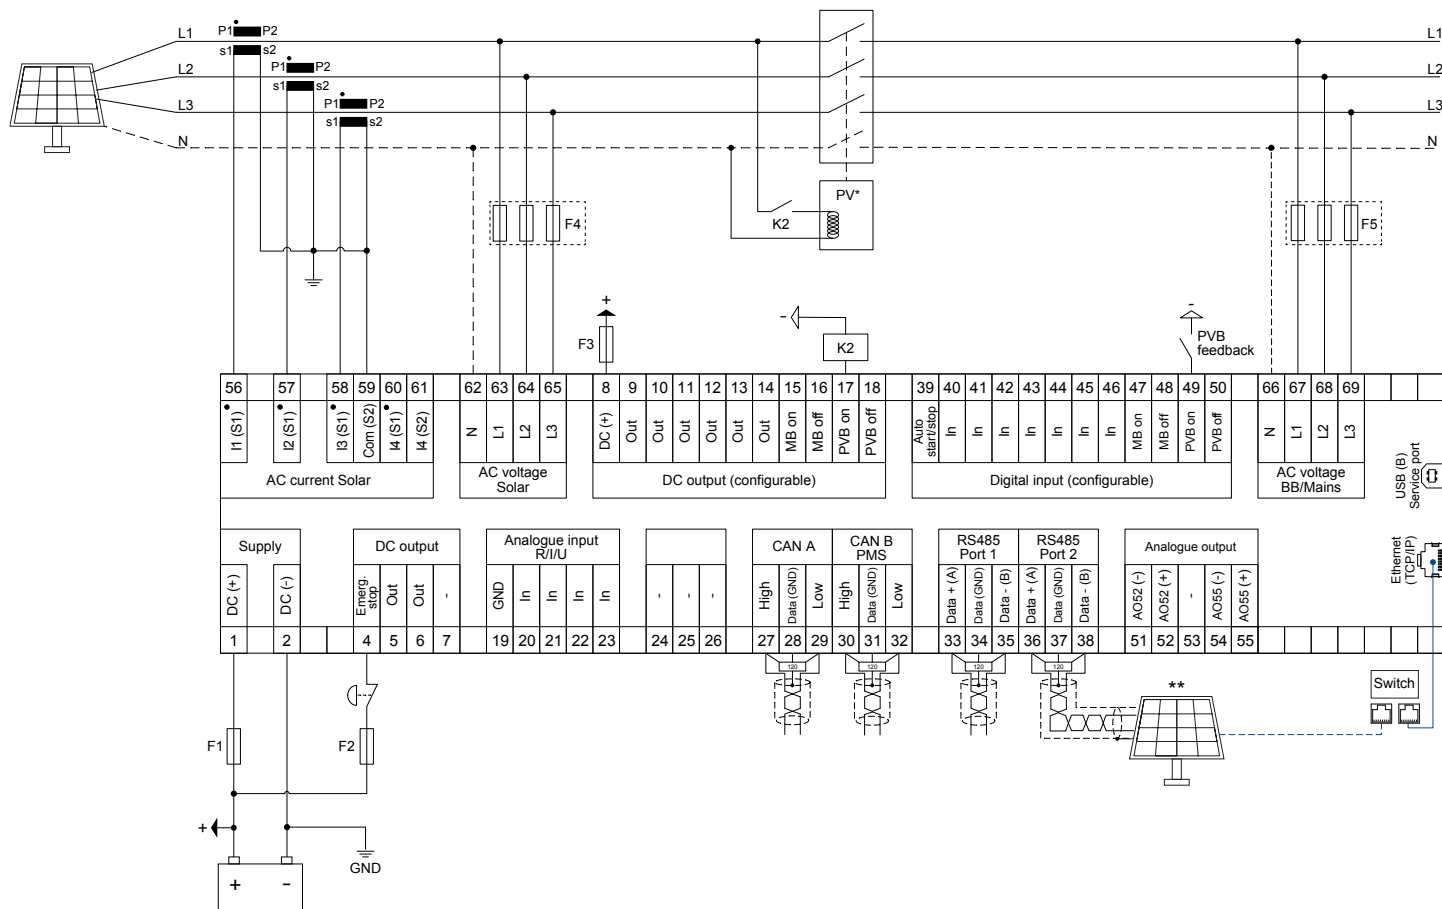 L1 P1 P2 L1
s1 s2
L2 P1 P2 L2
s1 s2
L3 P1 P2 L3
s1 s2
N N
PV*
K2
F4
F5
+
F3
-
K2
-
PVB
feedback
56 57 58 59 60 61 62 63 64 65 8 9 10 11 12 13 14 15 16 17 18 39 40 41 42 43 44 45 46 47 48 49 50 66 67 68 69
I1 (S1)
I2 (S1)
I3 (S1)
Com (S2)
I4 (S1)
I4 (S2)
AC current Solar
N
L1
L2
L3
AC voltage
Solar
DC (+)
Out
Out
Out
Out
Out
Out
MB on
MB off
PVB on
PVB off
DC output (configurable)
Auto
start/stop
In
In
In
In
In
In
In
MB on
MB off
PVB on
PVB off
Digital input (configurable)
N
L1
L2
L3
AC voltage
BB/Mains
USB (B)
Service port
Ethernet
(TCP/IP)
Supply
DC (+)
DC (-)
DC output
Emerg.
stop
Out
Out
-
Analogue input
R/I/U
GND
In
In
In
In
-
-
-
CAN A
High
Data (GND)
Low
CAN B
PMS
High
Data (GND)
Low
RS485
Port 1
Data + (A)
Data (GND)
Data - (B)
RS485
Port 2
Data + (A)
Data (GND)
Data - (B)
Analogue output
AO52 (-)
AO52 (+)
-
AO55 (-)
AO55 (+)
1 2 4 5 6 7 19 20 21 22 23 24 25 26 27 28 29 30 31 32 33 34 35 36 37 38 51 52 53 54 55
120 120 120 120
**
Switch
F1
F2
+
GND
+ -